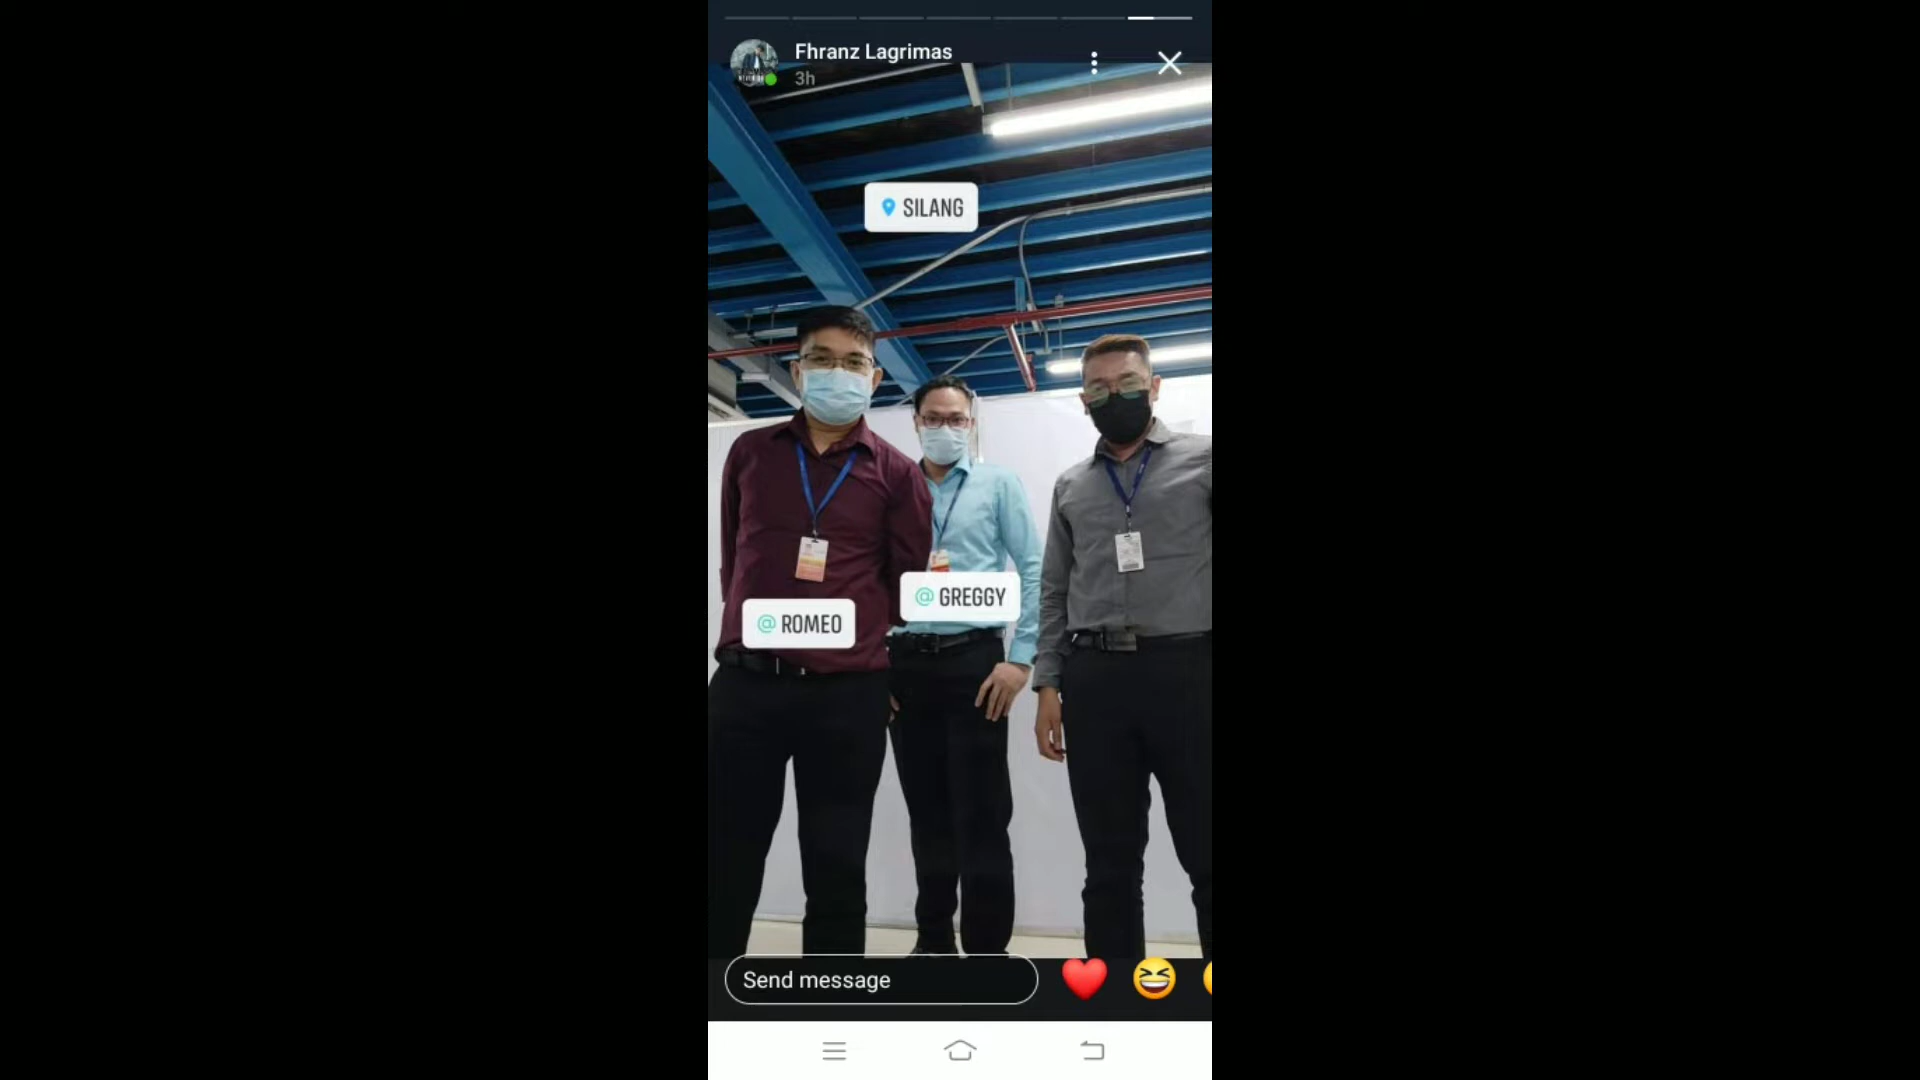 Fhranz Lagrimas
3h
SILANG
@ GREGGY
@ ROMEO
Send message